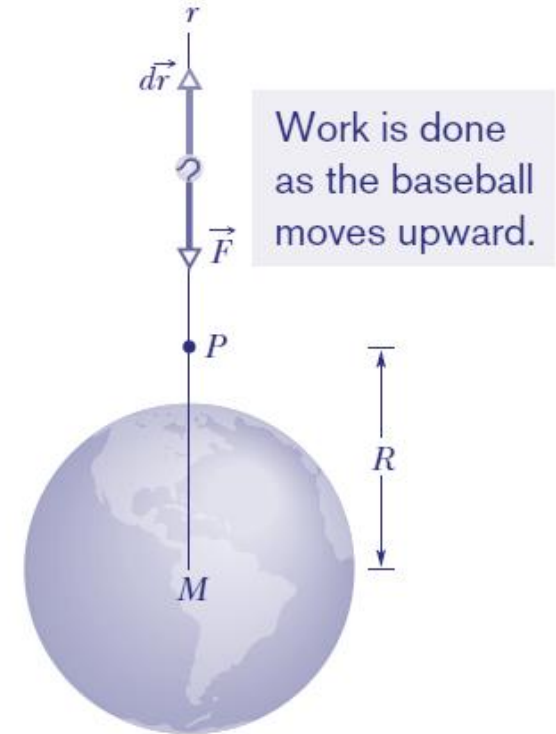 r
dr⃗
Work is done
as the baseball
moves upward.
F⃗
P
R
M